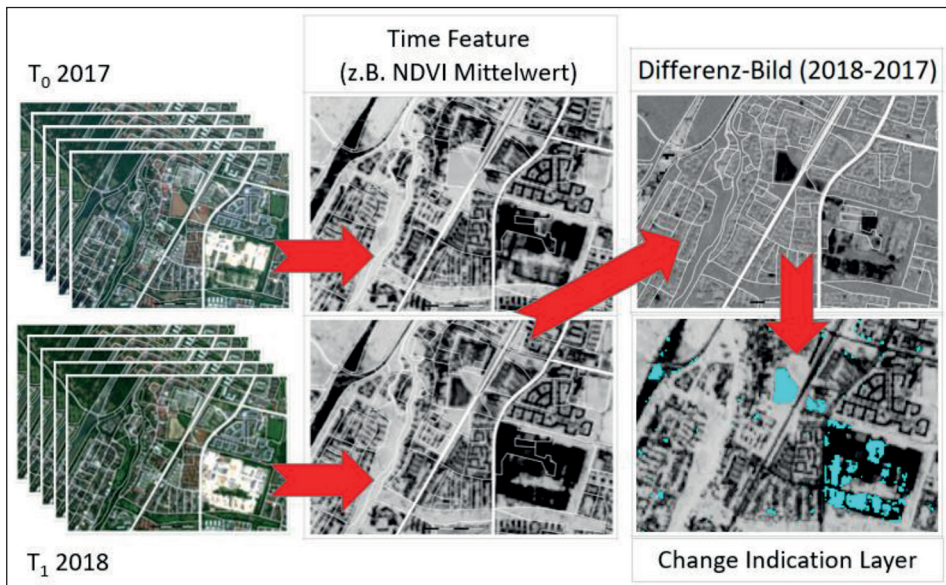 T0 2017
Time Feature
(z.B. NDVI Mittelwert)
Differenz-Bild (2018-2017)
T1 2018
Change Indication Layer